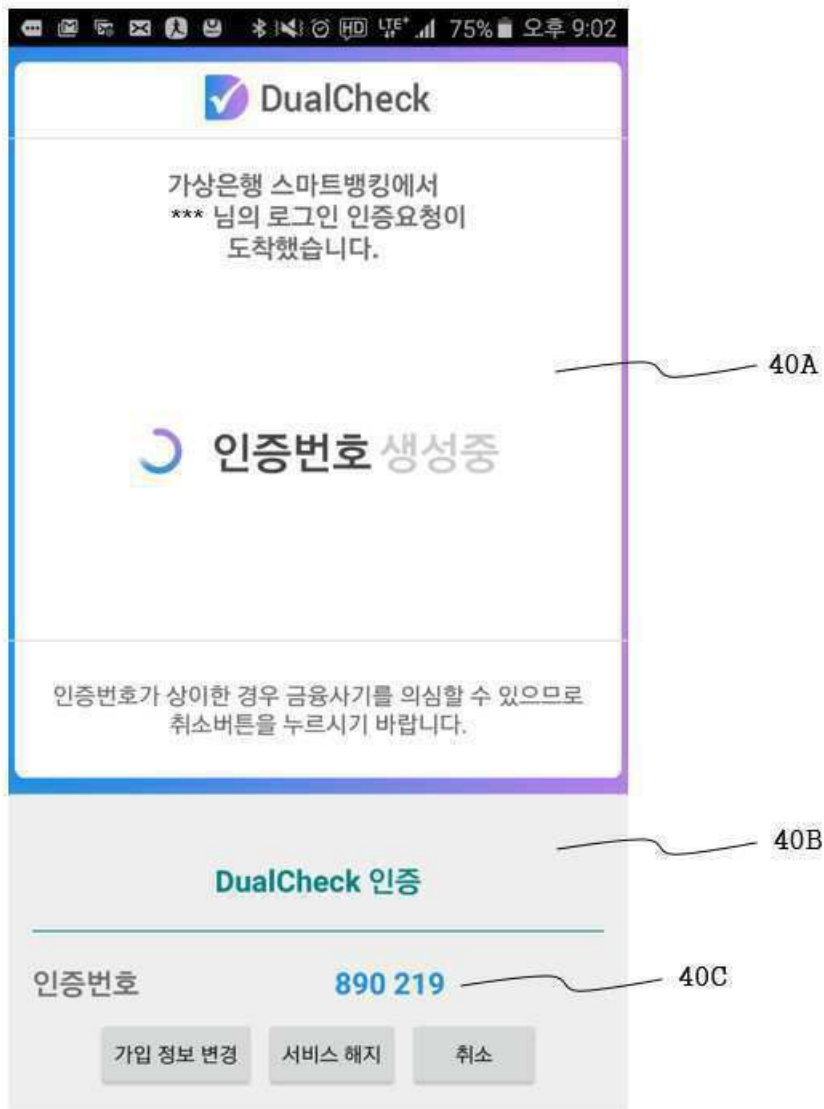 HD LTE+ 75% 오후 9:02
DualCheck
가상은행 스마트뱅킹에서
*** 님의 로그인 인증요청이
도착했습니다.
40A
인증번호 생성중
인증번호가 상이한 경우 금융사기를 의심할 수 있으므로
취소버튼을 누르시기 바랍니다.
40B
DualCheck 인증
인증번호 890 219 40C
가입 정보 변경 서비스 해지 취소